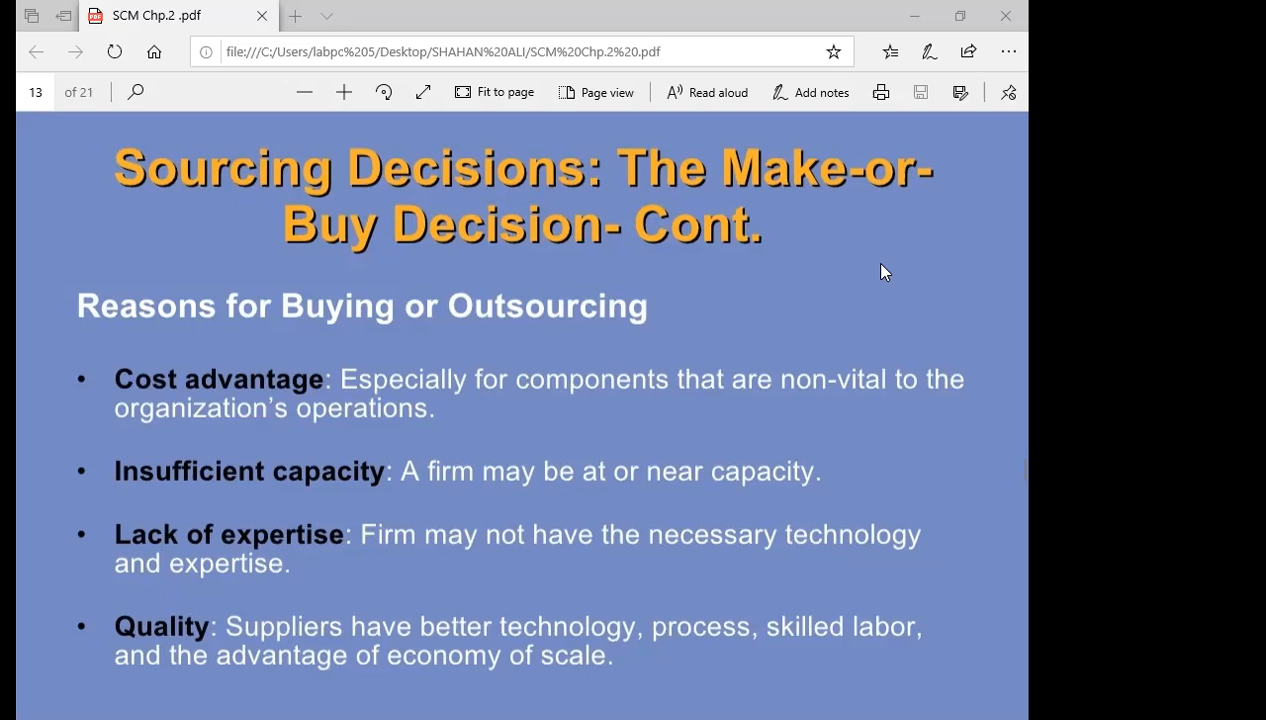 SCM Chp.2 .pdf
file:///C:/Users/labpc%205/Desktop/SHAHAN%20ALI/SCM%20Chp.2%20.pdf
13 of 21 Fit to page Page view Read aloud Add notes
Sourcing Decisions: The Make-or-
Buy Decision- Cont.
Reasons for Buying or Outsourcing
• Cost advantage: Especially for components that are non-vital to the
organization’s operations.
• Insufficient capacity: A firm may be at or near capacity.
• Lack of expertise: Firm may not have the necessary technology
and expertise.
• Quality: Suppliers have better technology, process, skilled labor,
and the advantage of economy of scale.